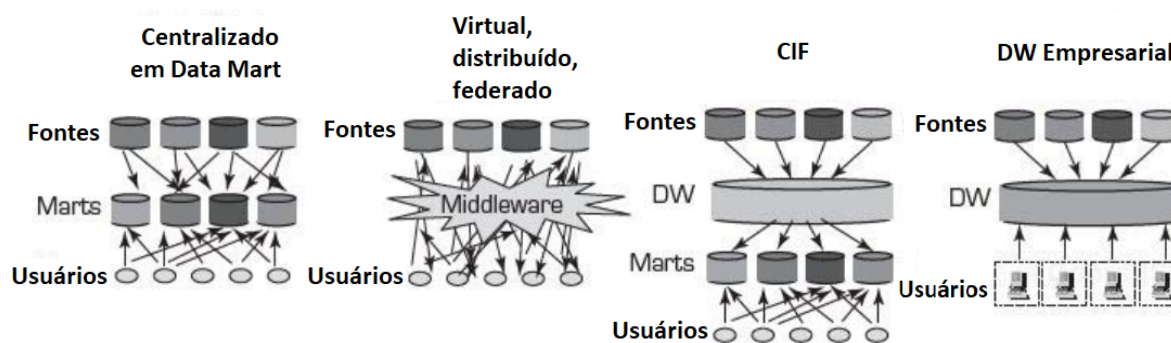 Centralizado
em Data Mart
Fontes
Marts
Usuários
Virtual,
distribuído,
federado
Fontes
Middleware
Usuários
CIF
Fontes
DW
Marts
Usuários
DW Empresarial
Fontes
DW
Usuários